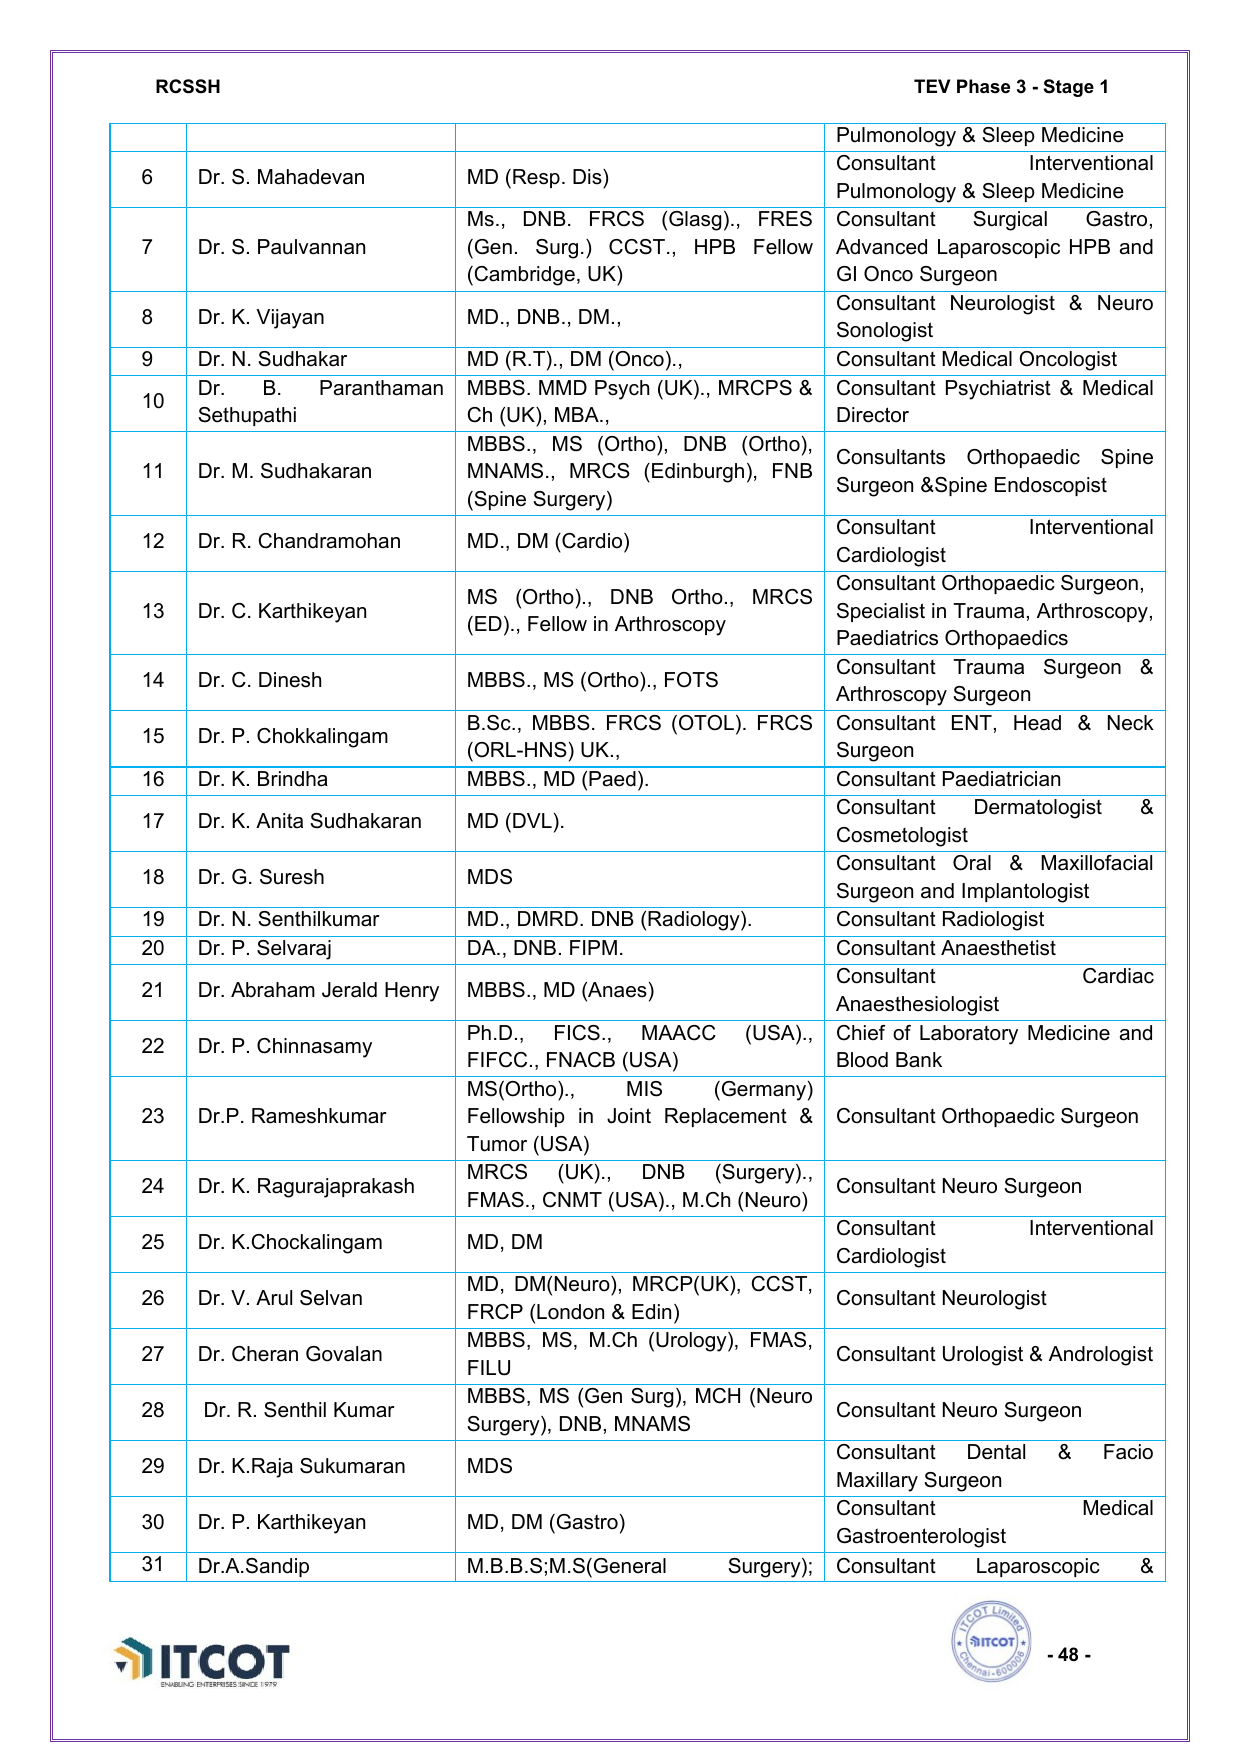 RCSSH TEV Phase 3 - Stage 1
Pulmonology & Sleep Medicine
6 Dr. S. Mahadevan MD (Resp. Dis) Consultant Interventional
Pulmonology & Sleep Medicine
7 Dr. S. Paulvannan Ms., DNB. FRCS (Glasg)., FRES
(Gen. Surg.) CCST., HPB Fellow
(Cambridge, UK)
Consultant Surgical Gastro,
Advanced Laparoscopic HPB and
GI Onco Surgeon
8 Dr. K. Vijayan MD., DNB., DM., Consultant Neurologist & Neuro
Sonologist
9 Dr. N. Sudhakar MD (R.T)., DM (Onco)., Consultant Medical Oncologist
10 Dr. B. Paranthaman
Sethupathi
MBBS. MMD Psych (UK)., MRCPS &
Ch (UK), MBA.,
Consultant Psychiatrist & Medical
Director
11 Dr. M. Sudhakaran MBBS., MS (Ortho), DNB (Ortho),
MNAMS., MRCS (Edinburgh), FNB
(Spine Surgery)
Consultants Orthopaedic Spine
Surgeon &Spine Endoscopist
12 Dr. R. Chandramohan MD., DM (Cardio) Consultant Interventional
Cardiologist
13 Dr. C. Karthikeyan MS (Ortho)., DNB Ortho., MRCS
(ED)., Fellow in Arthroscopy
Consultant Orthopaedic Surgeon,
Specialist in Trauma, Arthroscopy,
Paediatrics Orthopaedics
14 Dr. C. Dinesh MBBS., MS (Ortho)., FOTS Consultant Trauma Surgeon &
Arthroscopy Surgeon
15 Dr. P. Chokkalingam B.Sc., MBBS. FRCS (OTOL). FRCS
(ORL-HNS) UK.,
Consultant ENT, Head & Neck
Surgeon
16 Dr. K. Brindha MBBS., MD (Paed). Consultant Paediatrician
17 Dr. K. Anita Sudhakaran MD (DVL). Consultant Dermatologist &
Cosmetologist
18 Dr. G. Suresh MDS Consultant Oral & Maxillofacial
Surgeon and Implantologist
19 Dr. N. Senthilkumar MD., DMRD. DNB (Radiology). Consultant Radiologist
20 Dr. P. Selvaraj DA., DNB. FIPM. Consultant Anaesthetist
21 Dr. Abraham Jerald Henry MBBS., MD (Anaes) Consultant Cardiac
Anaesthesiologist
22 Dr. P. Chinnasamy Ph.D., FICS., MAACC (USA).,
FIFCC., FNACB (USA)
Chief of Laboratory Medicine and
Blood Bank
23 Dr.P. Rameshkumar MS(Ortho)., MIS (Germany)
Fellowship in Joint Replacement &
Tumor (USA)
Consultant Orthopaedic Surgeon
24 Dr. K. Ragurajaprakash MRCS (UK)., DNB (Surgery).,
FMAS., CNMT (USA)., M.Ch (Neuro)
Consultant Neuro Surgeon
25 Dr. K.Chockalingam MD, DM Consultant Interventional
Cardiologist
26 Dr. V. Arul Selvan MD, DM(Neuro), MRCP(UK), CCST,
FRCP (London & Edin)
Consultant Neurologist
27 Dr. Cheran Govalan MBBS, MS, M.Ch (Urology), FMAS,
FILU
Consultant Urologist & Andrologist
28 Dr. R. Senthil Kumar MBBS, MS (Gen Surg), MCH (Neuro
Surgery), DNB, MNAMS
Consultant Neuro Surgeon
29 Dr. K.Raja Sukumaran MDS Consultant Dental & Facio
Maxillary Surgeon
30 Dr. P. Karthikeyan MD, DM (Gastro) Consultant Medical
Gastroenterologist
31 Dr.A.Sandip M.B.B.S;M.S(General Surgery); Consultant Laparoscopic &
ITCOT
ENABLING ENTERPRISES SINCE 1979
ITCOT Limited
ITCOT
Chennai-600006
- 48 -